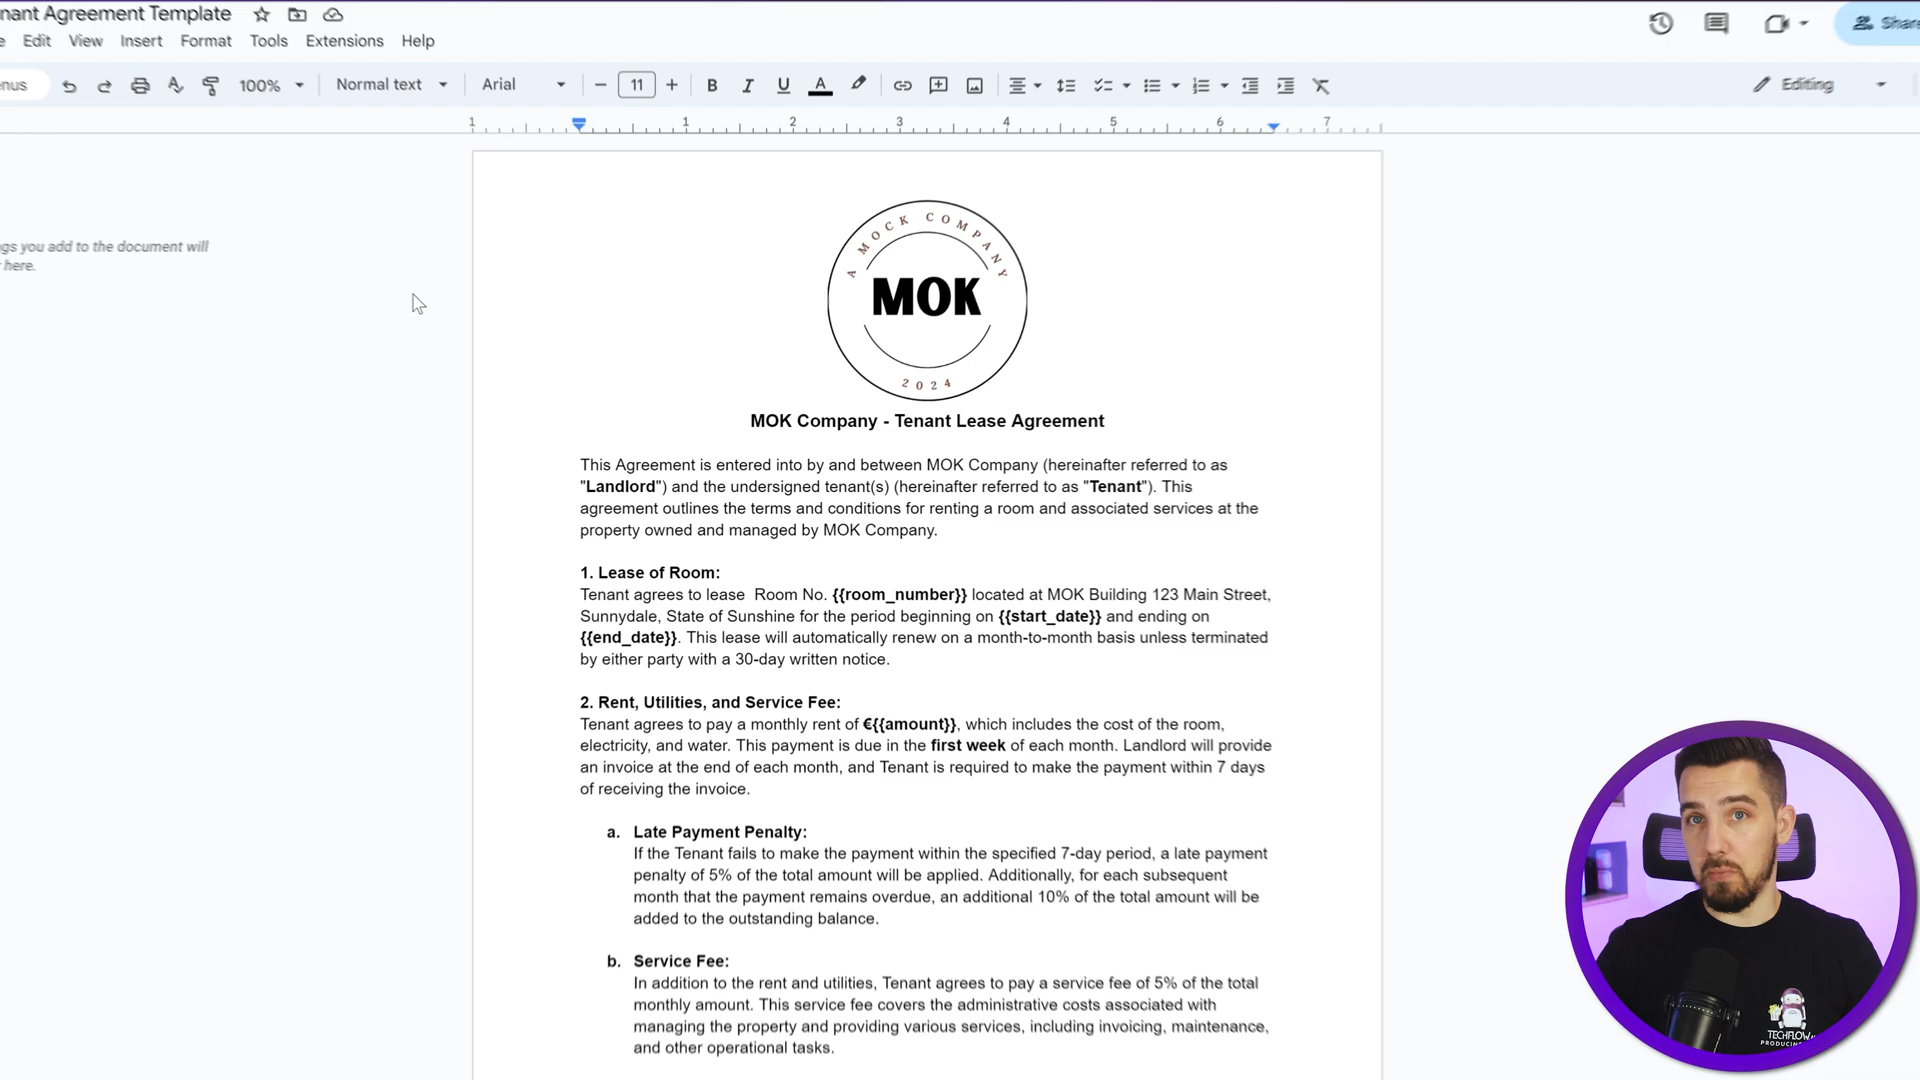 nant Agreement Template
e Edit View Insert Format Tools Extensions Help
Share
nus 100% Normal text Arial 11 B I U A Editing
1 1 2 3 4 5 6 7
gs you add to the document will
here.
A MOCK COMPANY
MOK
2024
MOK Company - Tenant Lease Agreement
This Agreement is entered into by and between MOK Company (hereinafter referred to as
"Landlord") and the undersigned tenant(s) (hereinafter referred to as "Tenant"). This
agreement outlines the terms and conditions for renting a room and associated services at the
property owned and managed by MOK Company.
1. Lease of Room:
Tenant agrees to lease  Room No. {{room_number}} located at MOK Building 123 Main Street,
Sunnydale, State of Sunshine for the period beginning on {{start_date}} and ending on
{{end_date}}. This lease will automatically renew on a month-to-month basis unless terminated
by either party with a 30-day written notice.
2. Rent, Utilities, and Service Fee:
Tenant agrees to pay a monthly rent of €{{amount}}, which includes the cost of the room,
electricity, and water. This payment is due in the first week of each month. Landlord will provide
an invoice at the end of each month, and Tenant is required to make the payment within 7 days
of receiving the invoice.
a. Late Payment Penalty:
If the Tenant fails to make the payment within the specified 7-day period, a late payment
penalty of 5% of the total amount will be applied. Additionally, for each subsequent
month that the payment remains overdue, an additional 10% of the total amount will be
added to the outstanding balance.
b. Service Fee:
In addition to the rent and utilities, Tenant agrees to pay a service fee of 5% of the total
monthly amount. This service fee covers the administrative costs associated with
managing the property and providing various services, including invoicing, maintenance,
and other operational tasks.
TECHFLOW
PRODUCING